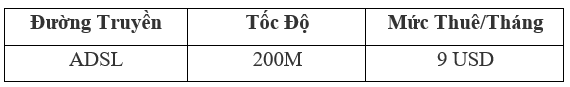 Đường Truyền Tốc Độ Mức Thuê/Tháng
ADSL 200M 9 USD